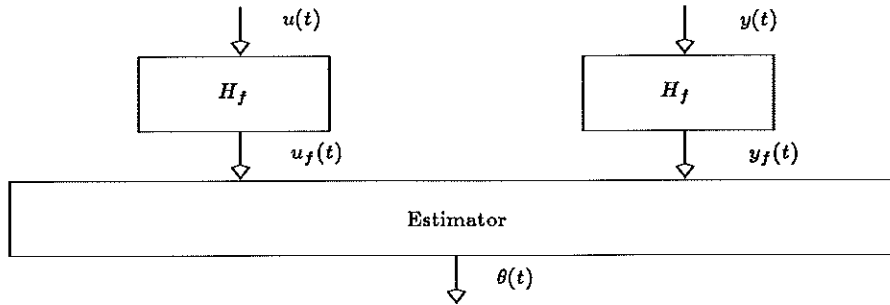 u(t) y(t)
H_f H_f
u_f(t) y_f(t)
Estimator
θ(t)